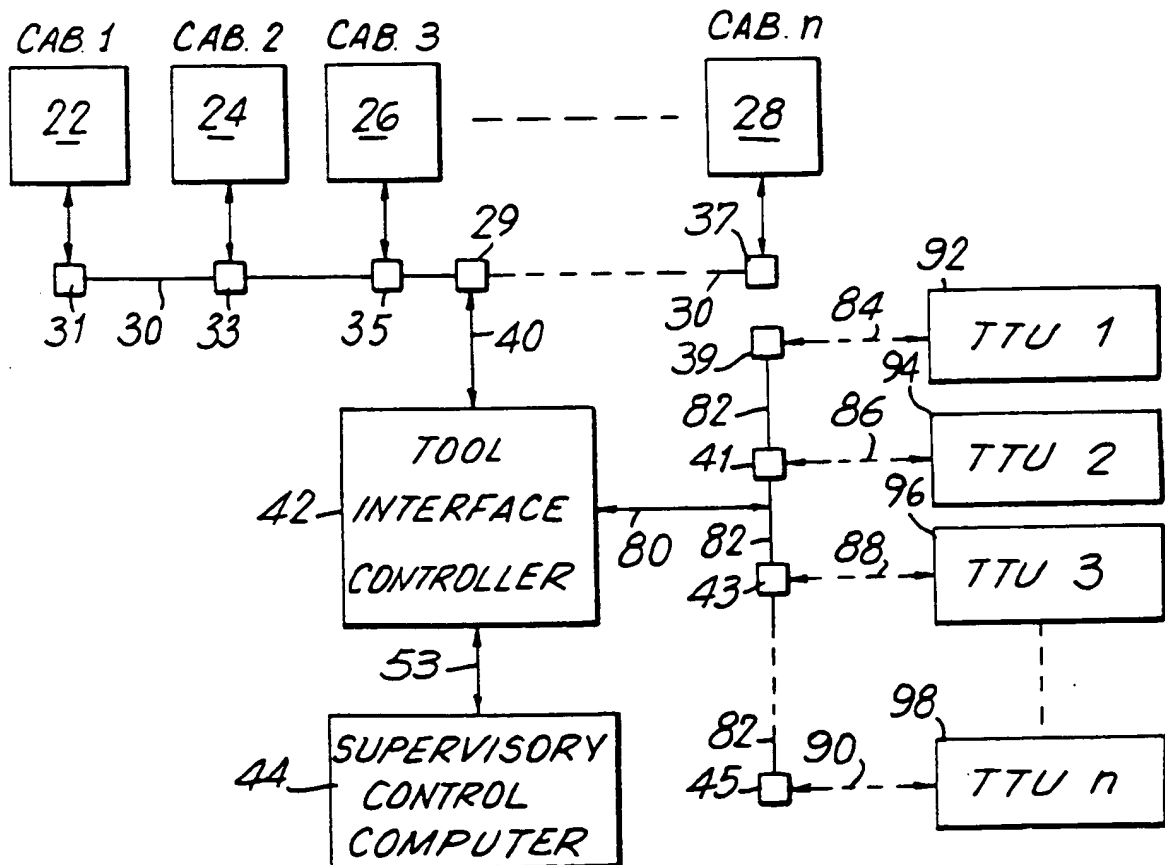 CAB. 1 CAB. 2 CAB. 3 CAB. n
22 24 26 28
29 37
31 30 33 35 30
40
92
84 TTU 1
39
94
82 86 TTU 2
41
96
TOOL
INTERFACE
CONTROLLER
42
80 82
88 TTU 3
43
53
98
82 90 TTU n
45
SUPERVISORY
CONTROL
COMPUTER
44